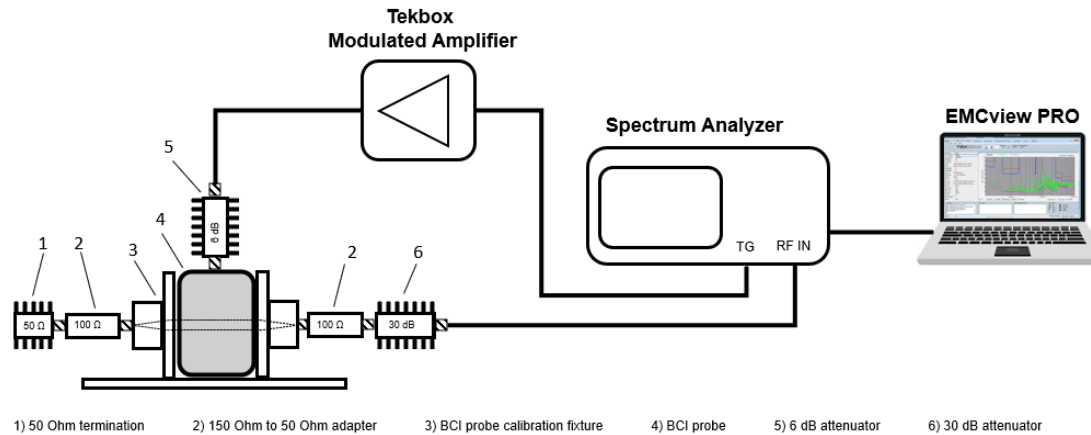 Tekbox
Modulated Amplifier
Spectrum Analyzer
EMCview PRO
TG
RF IN
5
4
6 dB
1
2
3
2
6
50 Ω
100 Ω
100 Ω
30 dB
1) 50 Ohm termination 2) 150 Ohm to 50 Ohm adapter 3) BCI probe calibration fixture 4) BCI probe 5) 6 dB attenuator 6) 30 dB attenuator